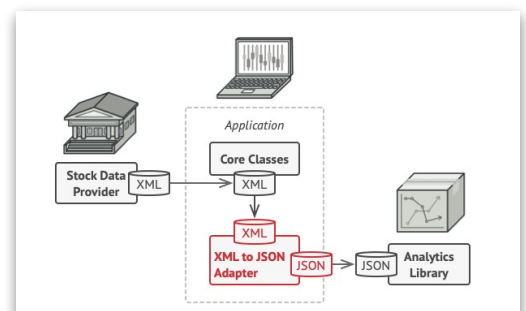 Application
Core Classes
XML
Stock Data
Provider
XML
XML
XML to JSON
Adapter
JSON
JSON
Analytics
Library